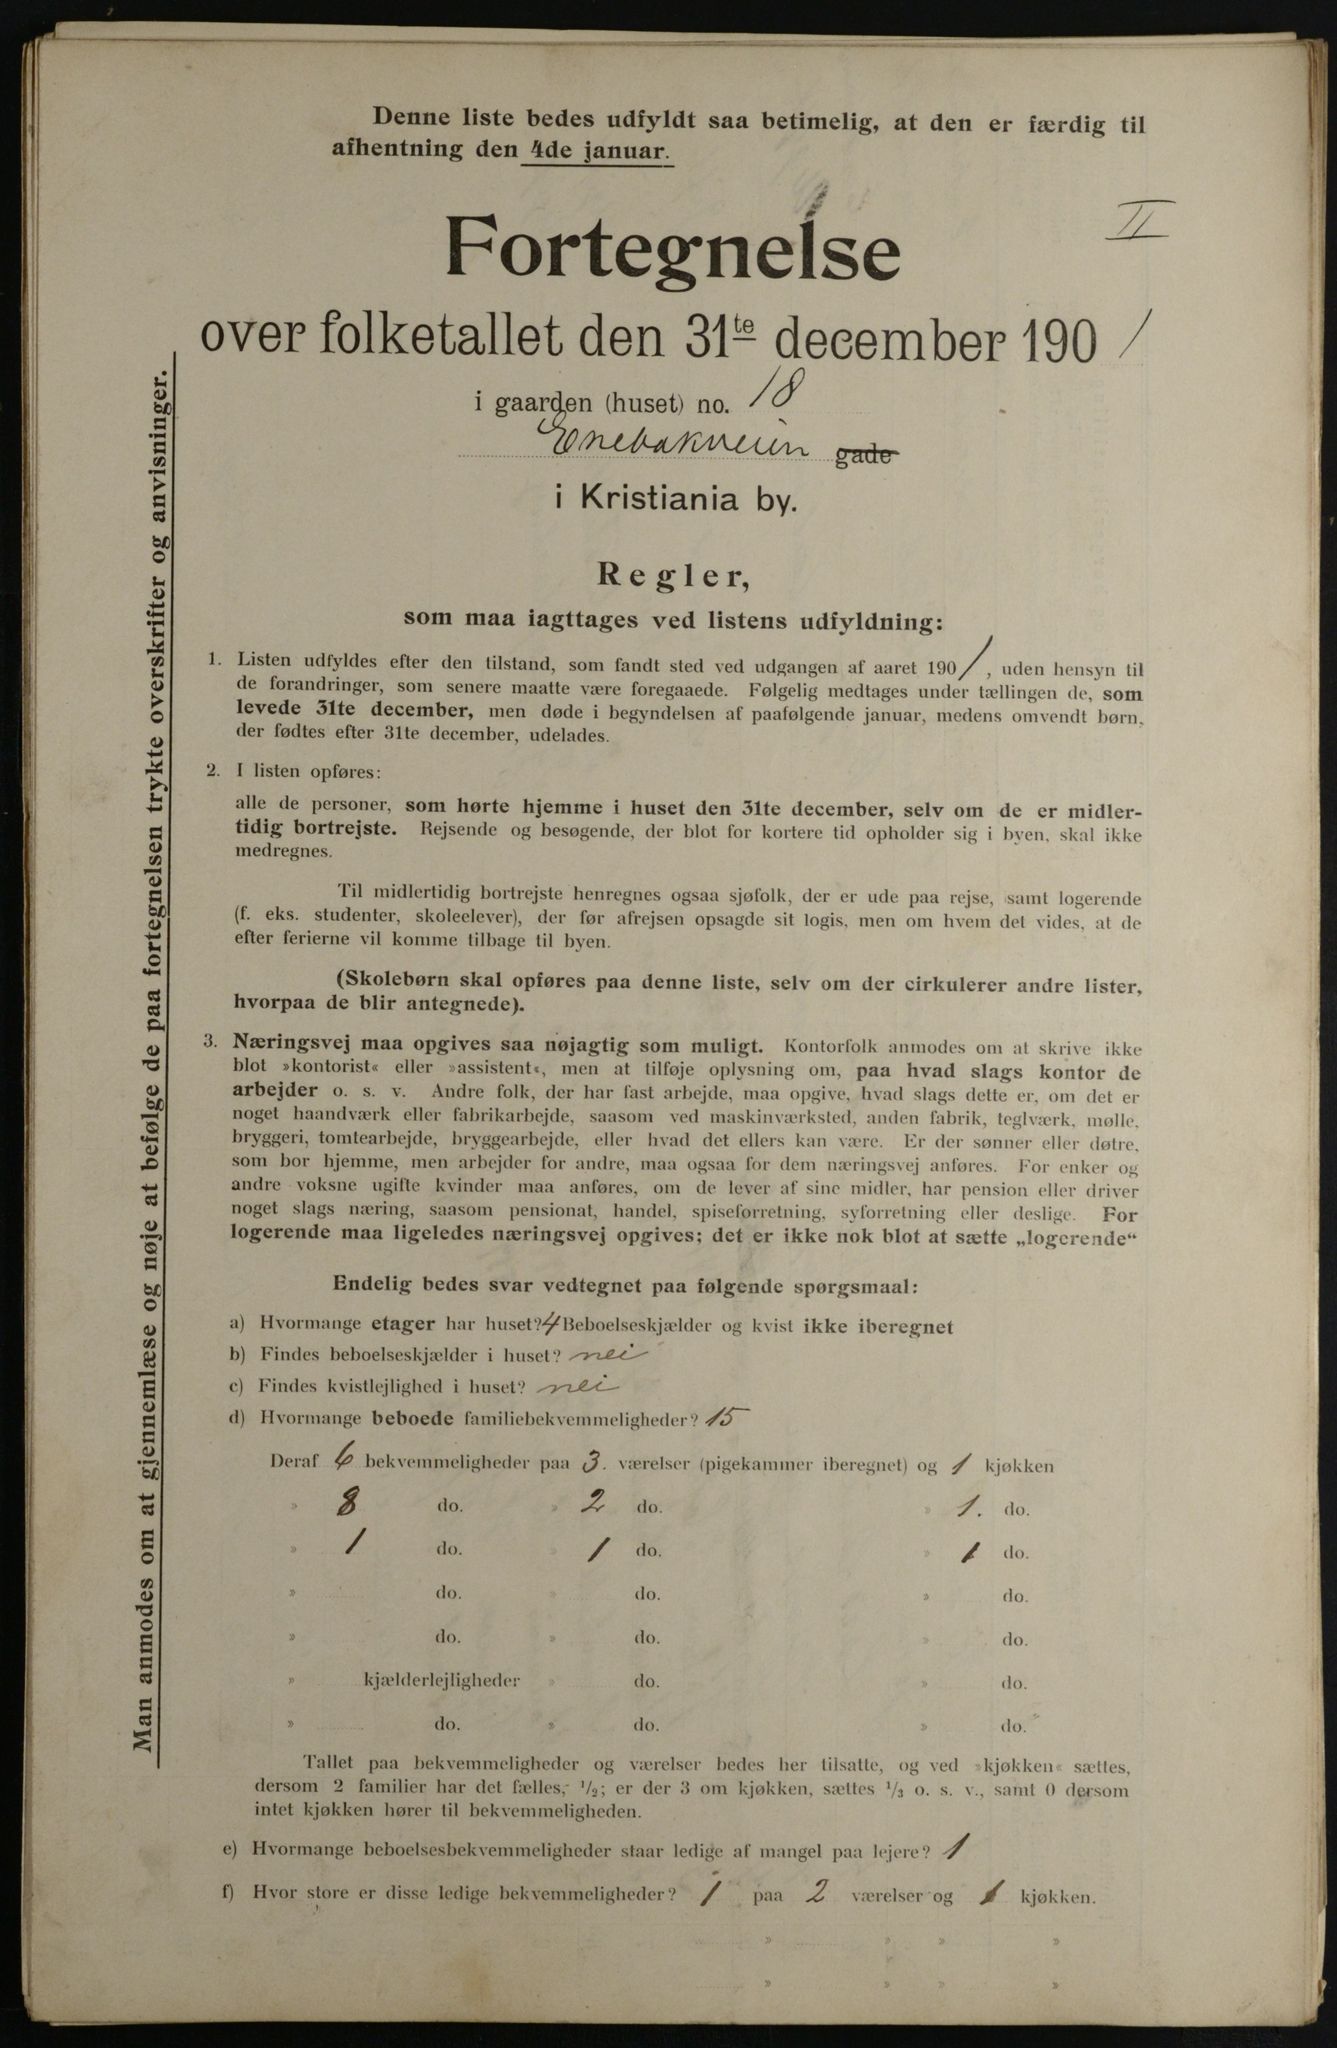 Denne liste bedes udfyldt saa betimelig, at den er færdig til
afhentning den 4de januar.
II
Fortegnelse
over folketallet den 31te december 1901
i gaarden (huset) no. 18
Enebakveien gade
i Kristiania by.
Regler,
som maa iagttages ved listens udfyldning:
1. Listen udfyldes efter den tilstand, som fandt sted ved udgangen af aaret 1901, uden hensyn til
de forandringer, som senere maatte være foregaaede. Følgelig medtages under tællingen de, som
levede 31te december, men døde i begyndelsen af paafølgende januar, medens omvendt børn,
der fødtes efter 31te december, udelades.
2. I listen opføres:
alle de personer, som hørte hjemme i huset den 31te december, selv om de er midler-
tidig bortrejste. Rejsende og besøgende, der blot for kortere tid opholder sig i byen, skal ikke
medregnes.
Til midlertidig bortrejste henregnes ogsaa sjøfolk, der er ude paa rejse, samt logerende
(f. eks. studenter, skoleelever), der før afrejsen opsagde sit logis, men om hvem det vides, at de
efter ferierne vil komme tilbage til byen.
(Skolebørn skal opføres paa denne liste, selv om der cirkulerer andre lister,
hvorpaa de blir antegnede).
3. Næringsvej maa opgives saa nøjagtig som muligt. Kontorfolk anmodes om at skrive ikke
blot »kontorist« eller »assistent«, men at tilføje oplysning om, paa hvad slags kontor de
arbejder o. s. v. Andre folk, der har fast arbejde, maa opgive, hvad slags dette er, om det er
noget haandværk eller fabrikarbejde, saasom ved maskinværksted, anden fabrik, teglværk, mølle,
bryggeri, tomtearbejde, bryggearbejde, eller hvad det ellers kan være. Er der sønner eller døtre,
som bor hjemme, men arbejder for andre, maa ogsaa for dem næringsvej anføres. For enker og
andre voksne ugifte kvinder maa anføres, om de lever af sine midler, har pension eller driver
noget slags næring, saasom pensionat, handel, spiseforretning, syforretning eller deslige. For
logerende maa ligeledes næringsvej opgives; det er ikke nok blot at sætte „logerende“
Endelig bedes svar vedtegnet paa følgende spørgsmaal:
a) Hvormange etager har huset? 4 Beboelseskjælder og kvist ikke iberegnet
b) Findes beboelseskjælder i huset? nei
c) Findes kvistlejlighed i huset? nei
d) Hvormange beboede familiebekvemmeligheder? 15
Deraf 6 bekvemmeligheder paa 3. værelser (pigekammer iberegnet) og 1 kjøkken
» 8 do. » 2 do. » 1. do.
» 1 do. » 1 do. » 1 do.
» do. » do. » do.
» do. » do. » do.
» kjælderlejligheder » do. » do.
» do. » do. » do.
Tallet paa bekvemmeligheder og værelser bedes her tilsatte, og ved »kjøkken« sættes,
dersom 2 familier har det fælles, 1/2; er der 3 om kjøkken, sættes 1/3 o. s. v., samt 0 dersom
intet kjøkken hører til bekvemmeligheden.
e) Hvormange beboelsesbekvemmeligheder staar ledige af mangel paa lejere? 1
f) Hvor store er disse ledige bekvemmeligheder? 1 paa 2 værelser og 1 kjøkken.
» » » »
» » » »
Man anmodes om at gjennemlæse og nøje at befølge de paa fortegnelsen trykte overskrifter og anvisninger.